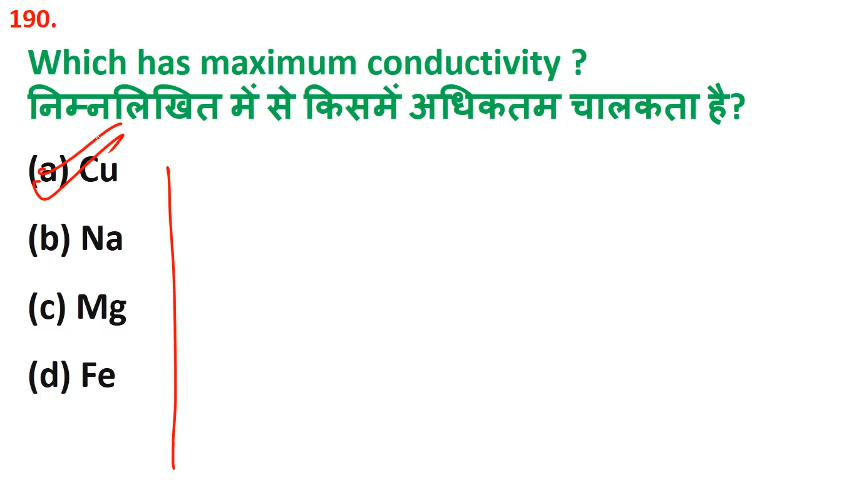 190.
Which has maximum conductivity ?
निम्नलिखित में से किसमें अधिकतम चालकता है?
(a) Cu
(b) Na
(c) Mg
(d) Fe